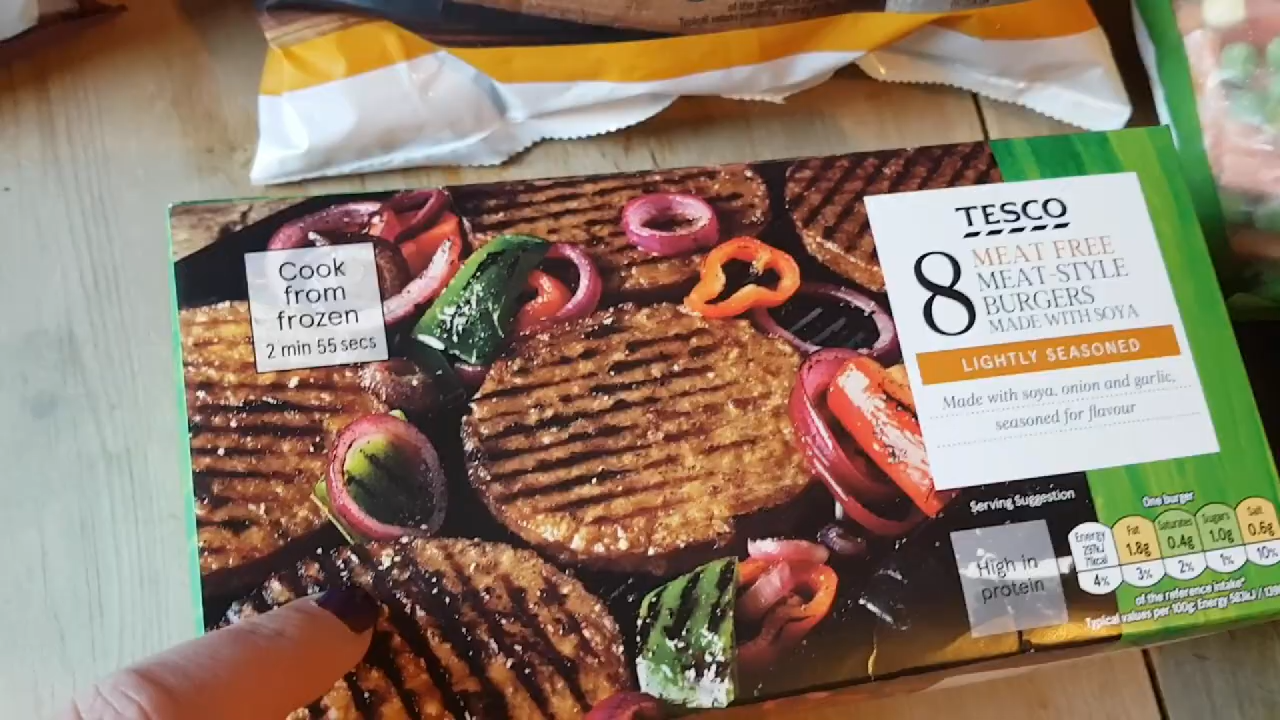 Cook
from
frozen
2 min 55 secs
TESCO
8
MEAT FREE
MEAT-STYLE
BURGERS
MADE WITH SOYA
LIGHTLY SEASONED
Made with soya, onion and garlic,
seasoned for flavour
Serving Suggestion
High in
protein
One burger
Energy Fat Saturates Sugars Salt
1.8g 0.4g 1.0g 0.6g
4% 3% 2% 1% 10%
of the reference intake*
Typical values per 100g: Energy 583kJ /